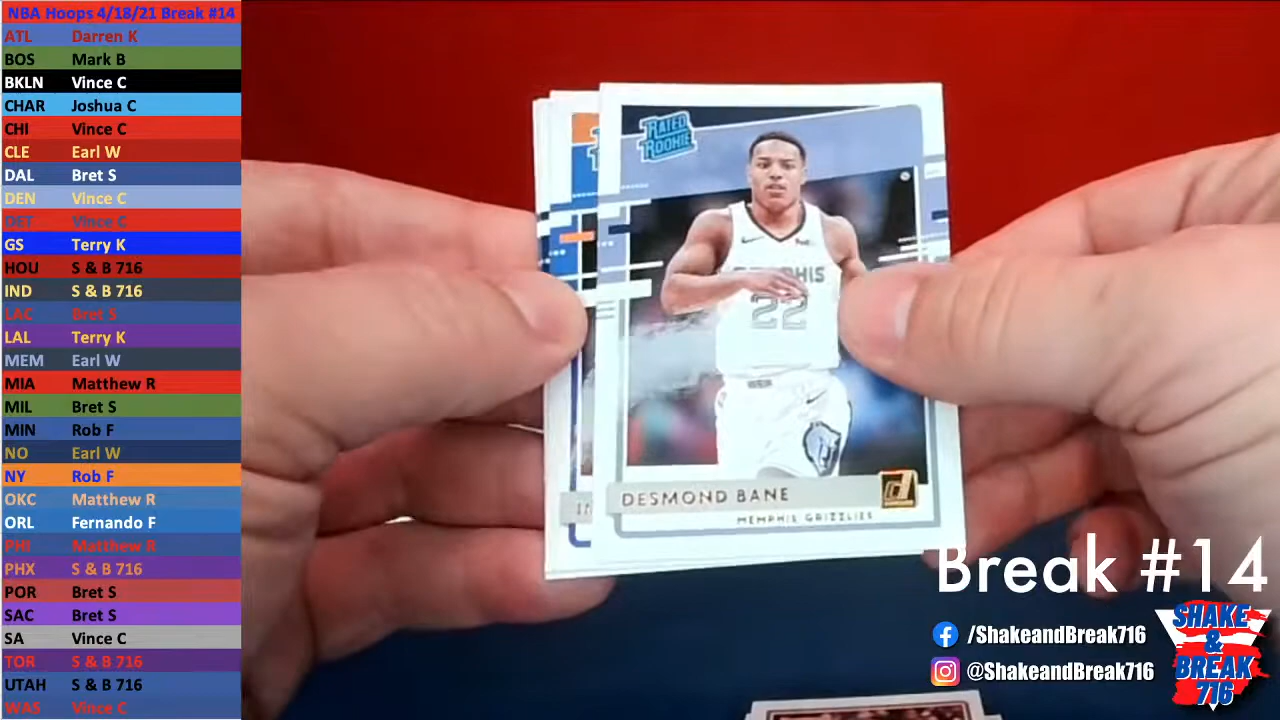 NBA Hoops 4/18/21 Break #14
ATL Darren K
BOS Mark B
BKLN Vince C
CHAR Joshua C
CHI Vince C
CLE Earl W
DAL Bret S
DEN Vince C
DET Vince C
GS Terry K
HOU S & B 716
IND S & B 716
LAC Bret S
LAL Terry K
MEM Earl W
MIA Matthew R
MIL Bret S
MIN Rob F
NO Earl W
NY Rob F
OKC Matthew R
ORL Fernando F
PHI Matthew R
PHX S & B 716
POR Bret S
SAC Bret S
SA Vince C
TOR S & B 716
UTAH S & B 716
WAS Vince C
RATED
ROOKIE
MEMPHIS
22
DESMOND BANE
MEMPHIS GRIZZLIES
Break #14
/ShakeandBreak716
@ShakeandBreak716
SHAKE
&
BREAK
716